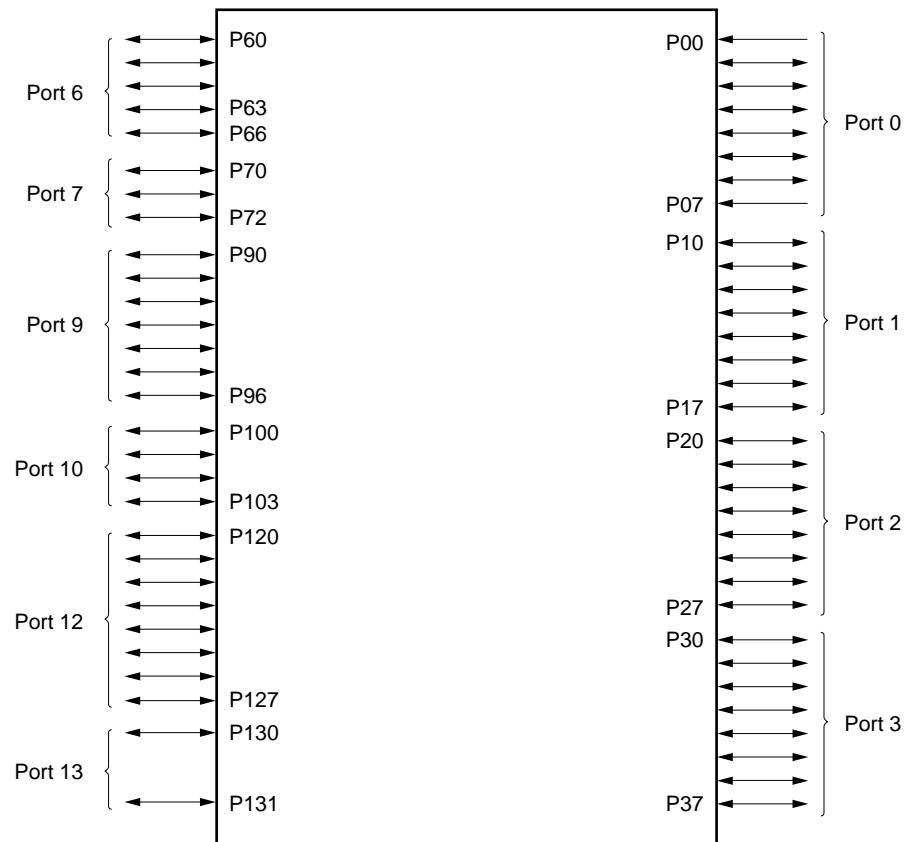 Port 6
P60
P63
P66
Port 7
P70
P72
Port 9
P90
P96
Port 10
P100
P103
Port 12
P120
P127
Port 13
P130
P131
P00
P07
Port 0
P10
P17
Port 1
P20
P27
Port 2
P30
P37
Port 3